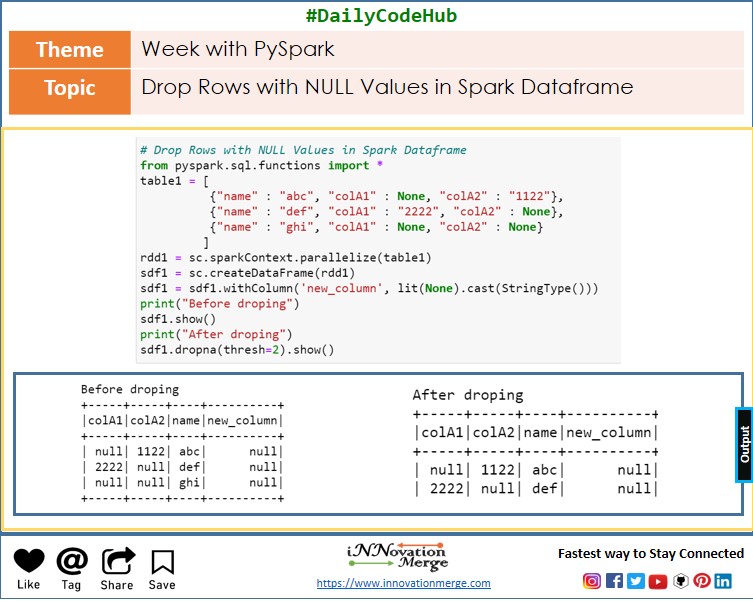 #DailyCodeHub
Theme
Week with PySpark
Topic
Drop Rows with NULL Values in Spark Dataframe
# Drop Rows with NULL Values in Spark Dataframe
from pyspark.sql.functions import *
table1 = [
{"name" : "abc", "colA1" : None, "colA2" : "1122"},
{"name" : "def", "colA1" : "2222", "colA2" : None},
{"name" : "ghi", "colA1" : None, "colA2" : None}
]
rdd1 = sc.sparkContext.parallelize(table1)
sdf1 = sc.createDataFrame(rdd1)
sdf1 = sdf1.withColumn('new_column', lit(None).cast(StringType()))
print("Before droping")
sdf1.show()
print("After droping")
sdf1.dropna(thresh=2).show()
Before droping
+-----+-----+----+----------+
|colA1|colA2|name|new_column|
+-----+-----+----+----------+
| null| 1122| abc|      null|
| 2222| null| def|      null|
| null| null| ghi|      null|
+-----+-----+----+----------+
After droping
+-----+-----+----+----------+
|colA1|colA2|name|new_column|
+-----+-----+----+----------+
| null| 1122| abc|      null|
| 2222| null| def|      null|
Output
Like
Tag
Share
Save
iNNovation
Merge
https://www.innovationmerge.com
Fastest way to Stay Connected